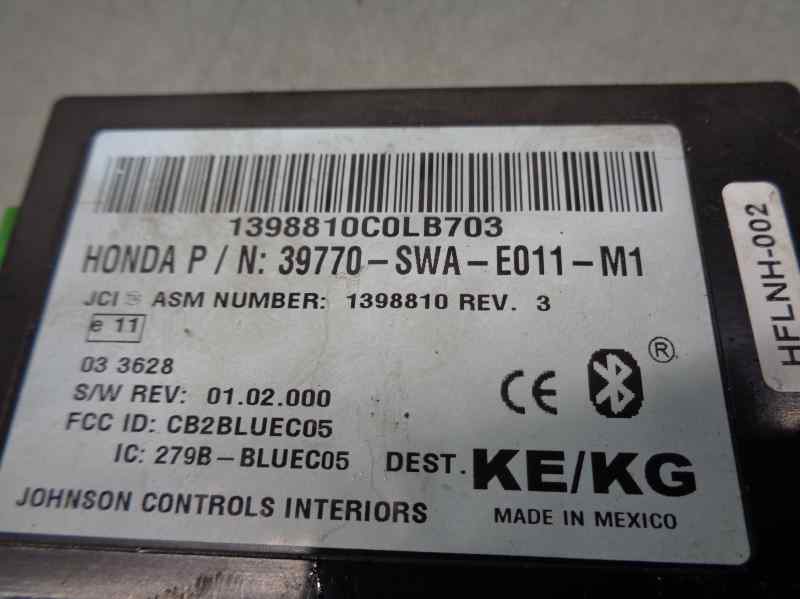 1398810C0LB703
HONDA P / N: 39770-SWA-E011-M1
JCI ASM NUMBER: 1398810 REV. 3
e 11
03 3628
S/W REV: 01.02.000
CE
®
FCC ID: CB2BLUEC05
IC: 279B-BLUEC05
DEST. KE/KG
JOHNSON CONTROLS INTERIORS
MADE IN MEXICO
HFLNH-002